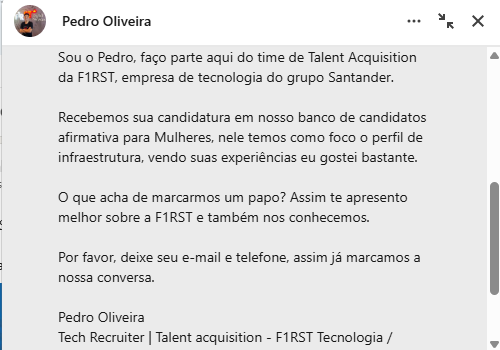 Pedro Oliveira
Sou o Pedro, faço parte aqui do time de Talent Acquisition
da F1RST, empresa de tecnologia do grupo Santander.
Recebemos sua candidatura em nosso banco de candidatos
afirmativa para Mulheres, nele temos como foco o perfil de
infraestrutura, vendo suas experiências eu gostei bastante.
O que acha de marcarmos um papo? Assim te apresento
melhor sobre a F1RST e também nos conhecemos.
Por favor, deixe seu e-mail e telefone, assim já marcamos a
nossa conversa.
Pedro Oliveira
Tech Recruiter | Talent acquisition - F1RST Tecnologia /